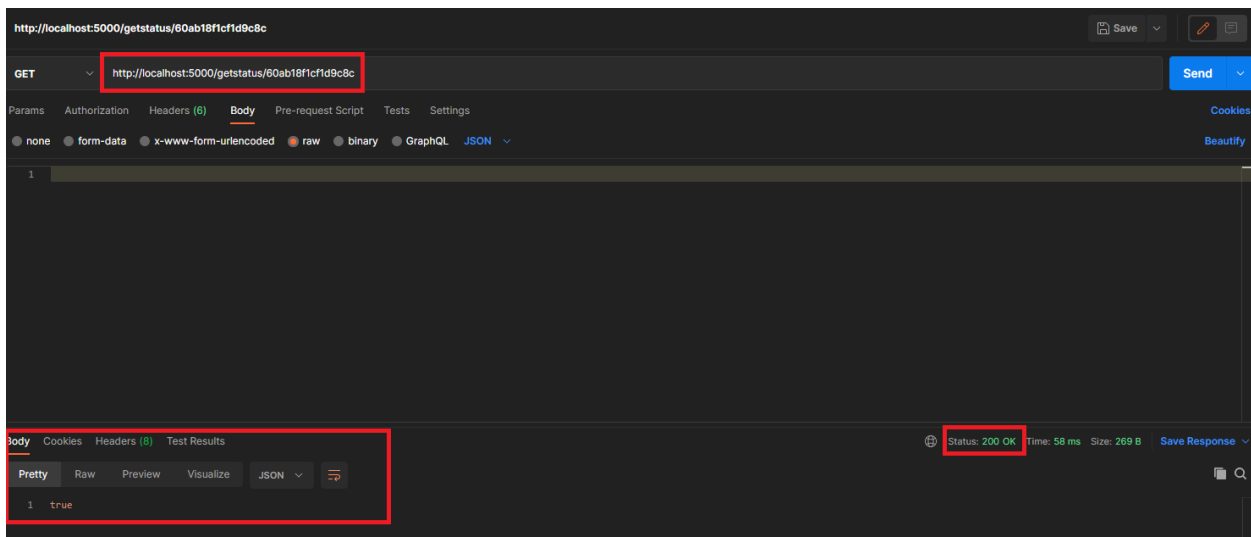 http://localhost:5000/getstatus/60ab18f1cf1d9c8c
Save
GET http://localhost:5000/getstatus/60ab18f1cf1d9c8c Send
Params Authorization Headers (6) Body Pre-request Script Tests Settings Cookies
none form-data x-www-form-urlencoded raw binary GraphQL JSON Beautify
1
Body Cookies Headers (8) Test Results Status: 200 OK Time: 58 ms Size: 269 B Save Response
Pretty Raw Preview Visualize JSON
1 true